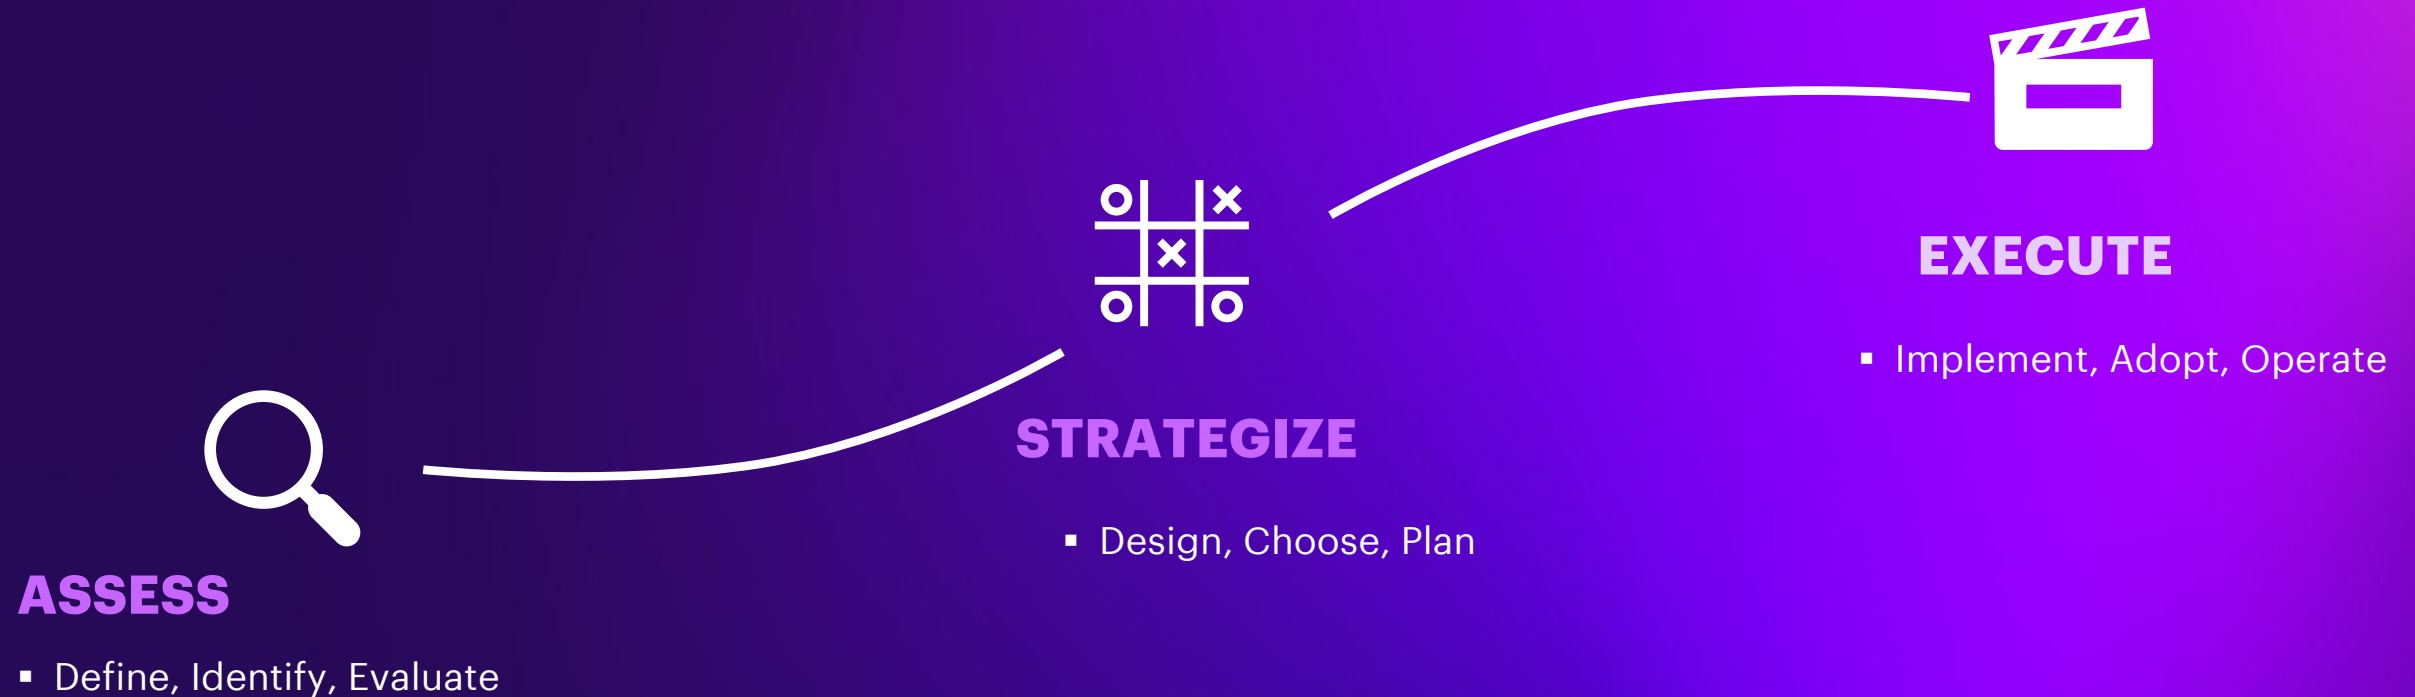 ASSESS
▪ Define, Identify, Evaluate
STRATEGIZE
▪ Design, Choose, Plan
EXECUTE
▪ Implement, Adopt, Operate